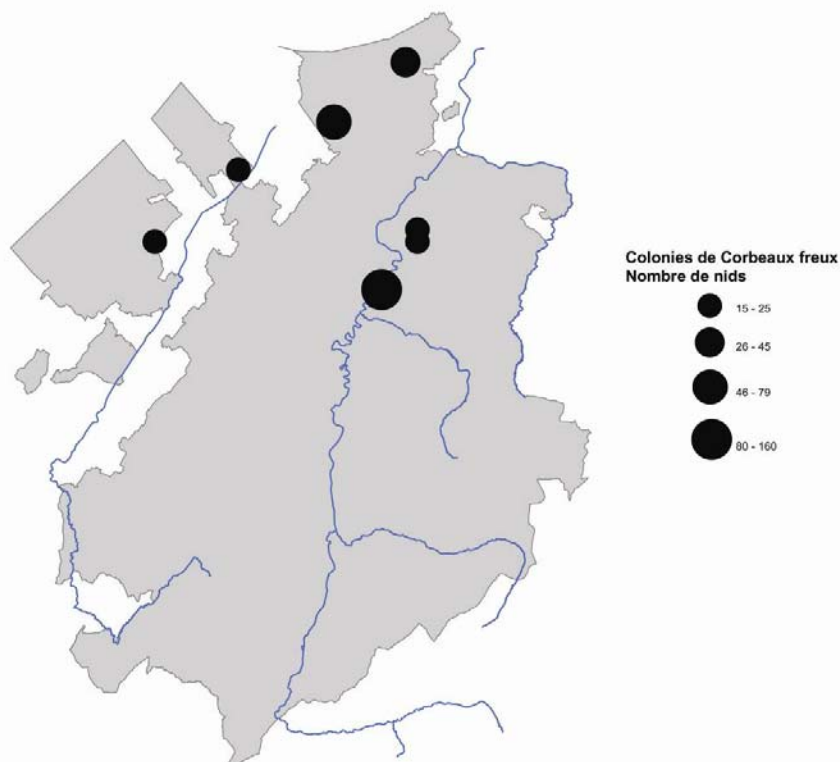 Colonies de Corbeaux freux
Nombre de nids
15 - 25
26 - 45
46 - 79
80 - 160